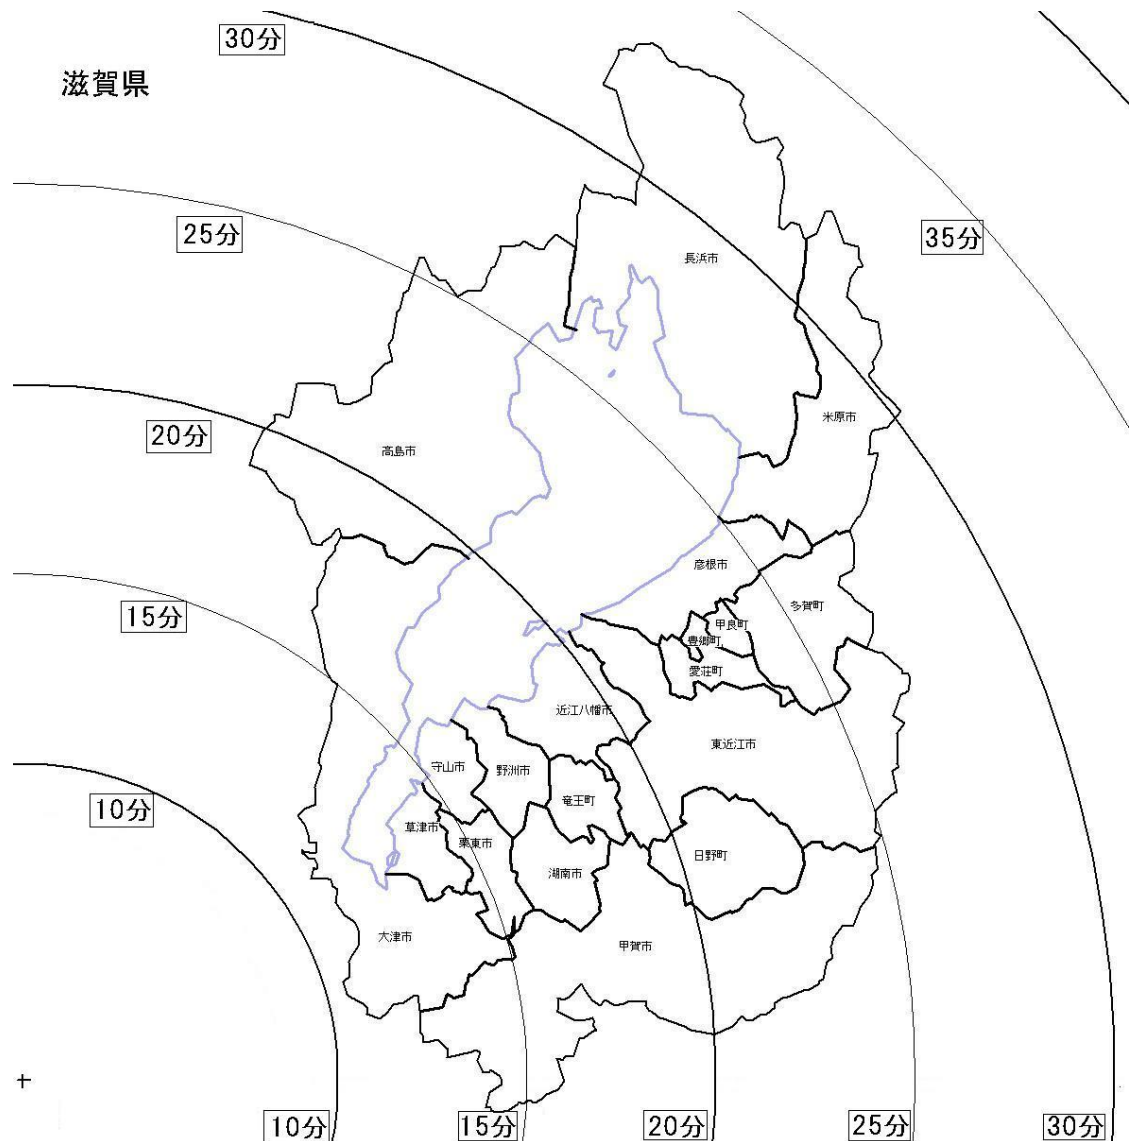 30分
滋賀県
25分
35分
長浜市
米原市
20分
高島市
彦根市
15分
多賀町
甲良町
豊郷町
愛荘町
近江八幡市
東近江市
守山市
野洲市
竜王町
10分
草津市
栗東市
日野町
湖南市
大津市
甲賀市
10分
15分
20分
25分
30分